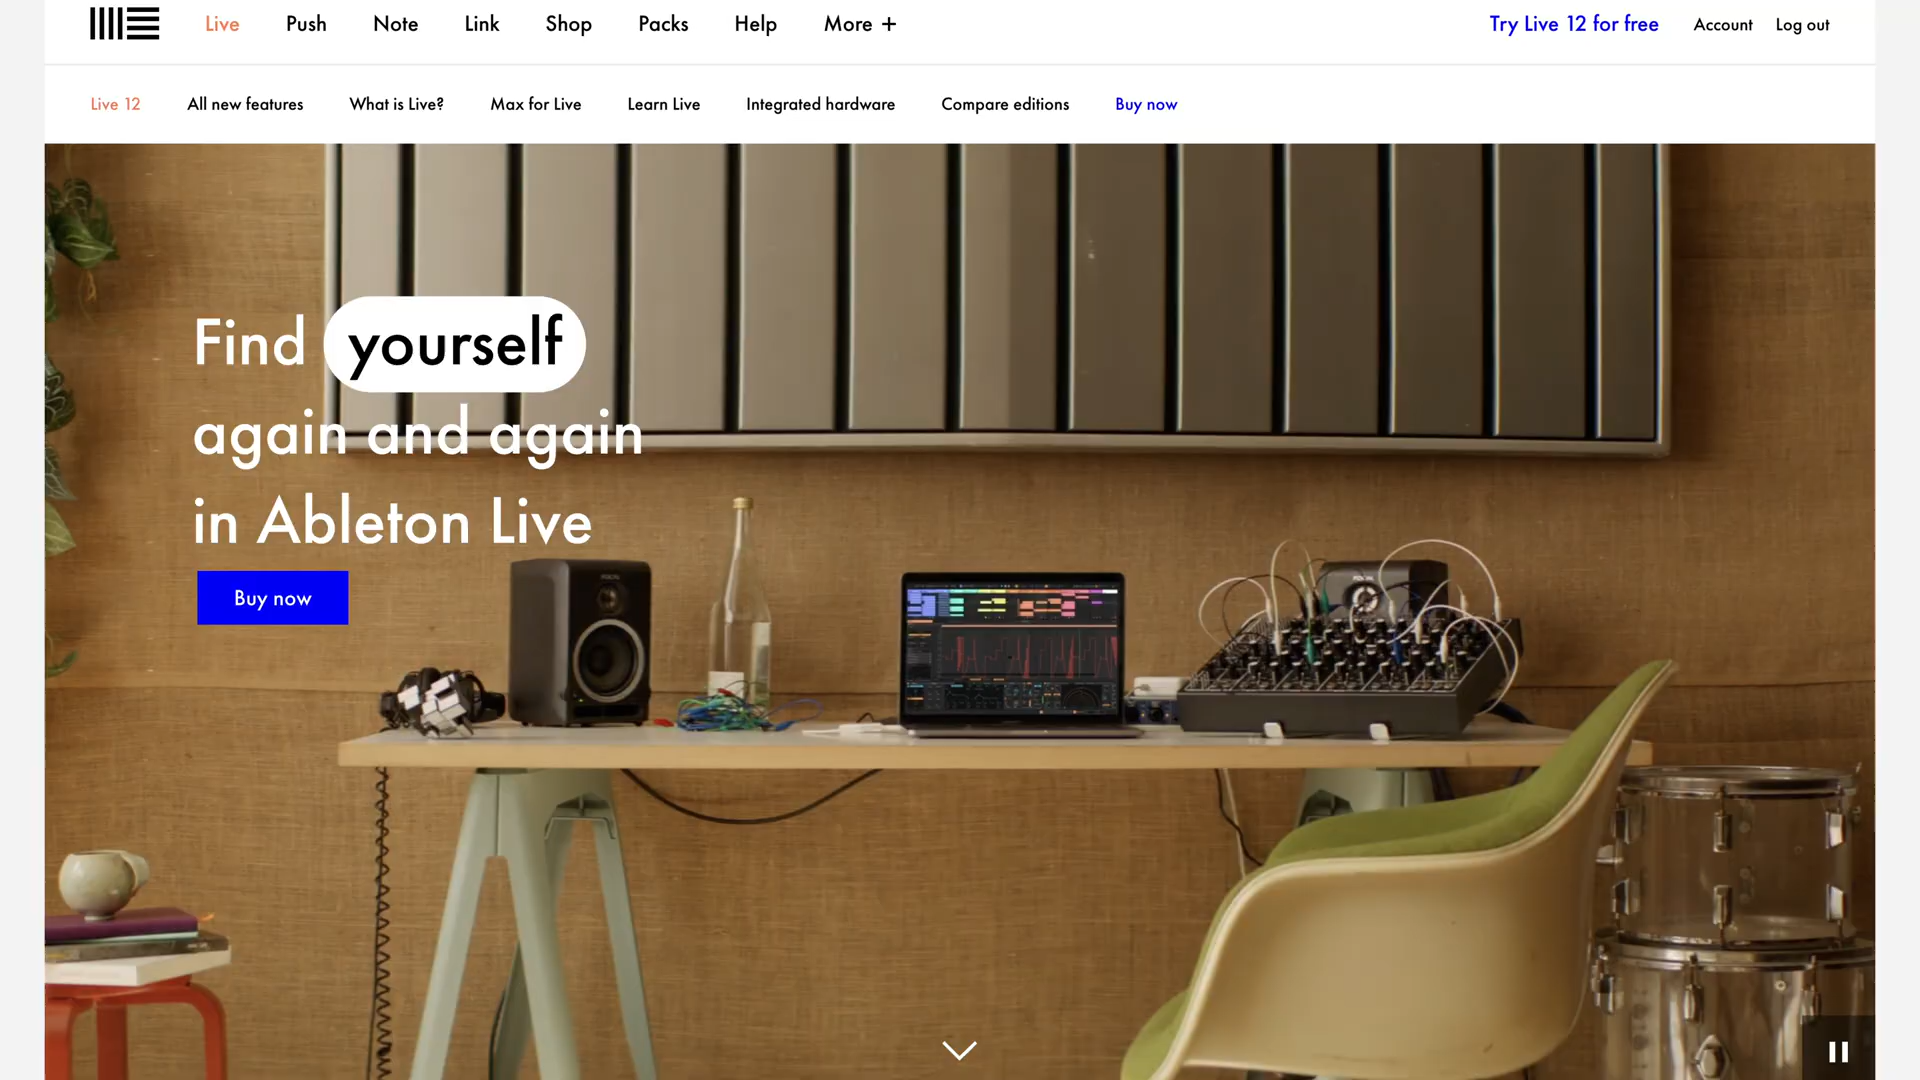 Live Push Note Link Shop Packs Help More + Try Live 12 for free Account Log out
Live 12 All new features What is Live? Max for Live Learn Live Integrated hardware Compare editions Buy now
Find yourself
again and again
in Ableton Live
Buy now